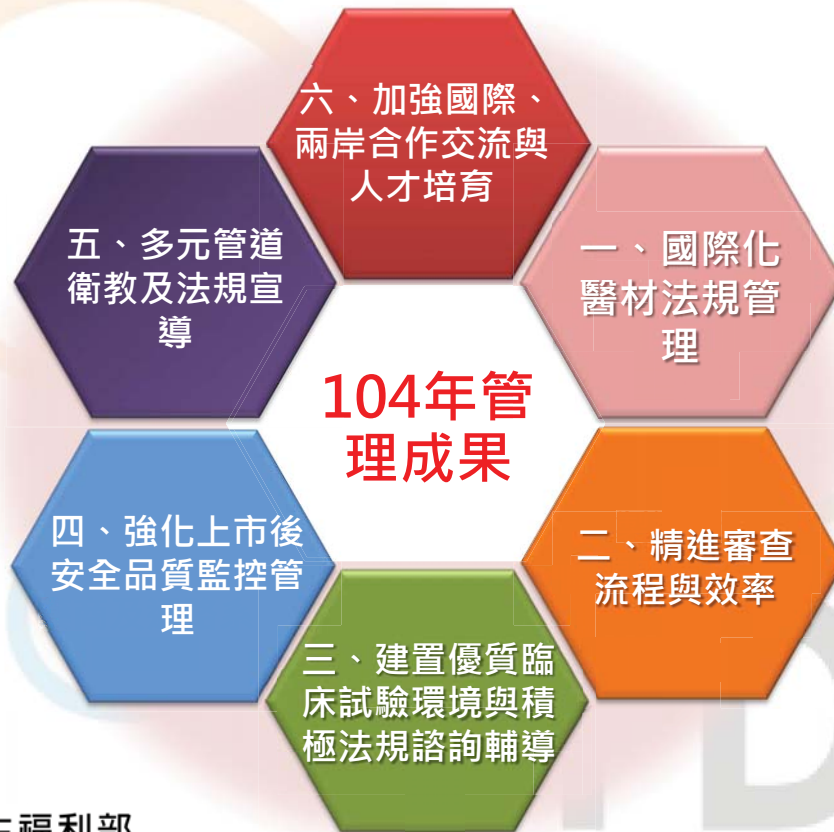 六、加強國際、
兩岸合作交流與
人才培育
一、國際化
醫材法規管
理
二、精進審查
流程與效率
三、建置優質臨
床試驗環境與積
極法規諮詢輔導
四、強化上市後
安全品質監控管
理
五、多元管道
衛教及法規宣
導
104年管
理成果
福利部